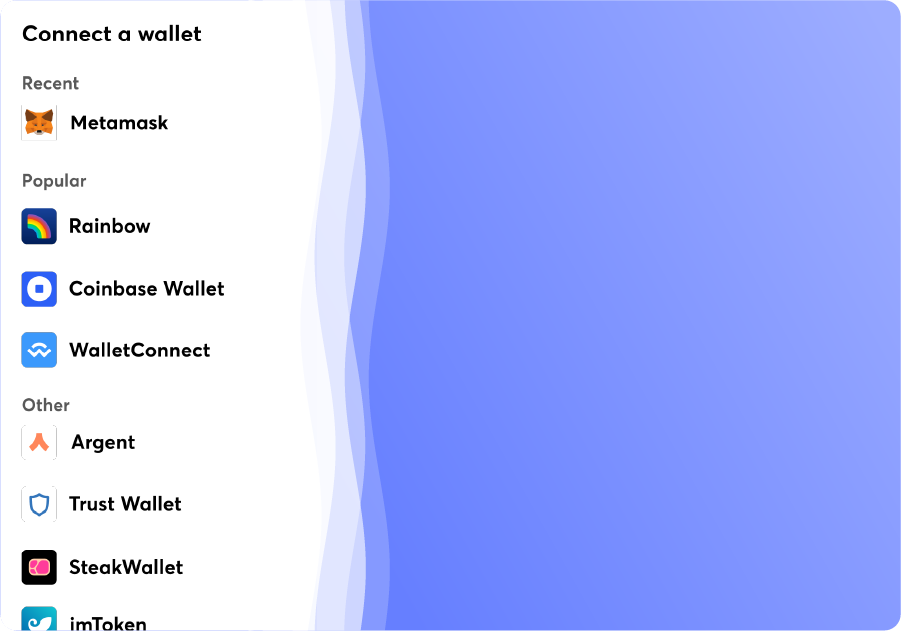 Connect a wallet
Recent
Metamask
Popular
Rainbow
Coinbase Wallet
WalletConnect
Other
Argent
Trust Wallet
SteakWallet
imToken